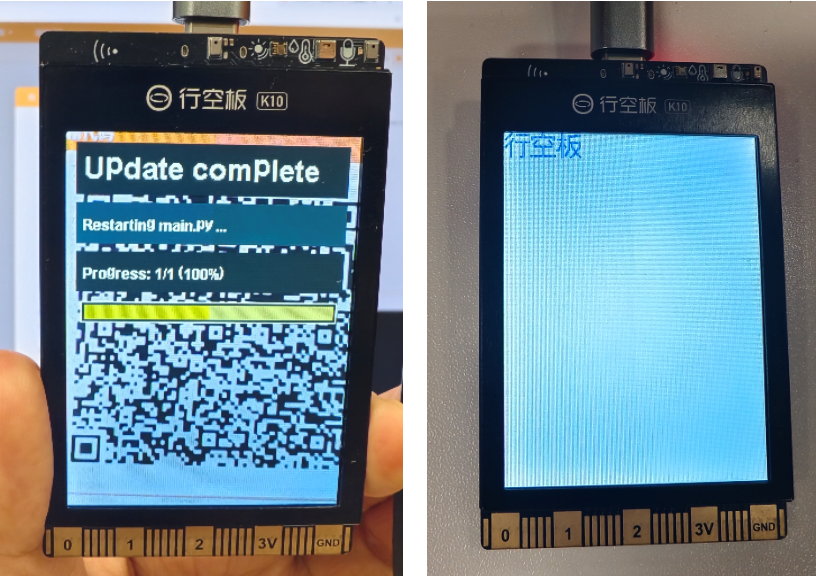 行空板 K10
UPdate comPlete
Restarting main.py ...
Progress: 1/1 (100%)
0 1 2 3V GND
行空板 K10
行空板
0 1 2 3V GND